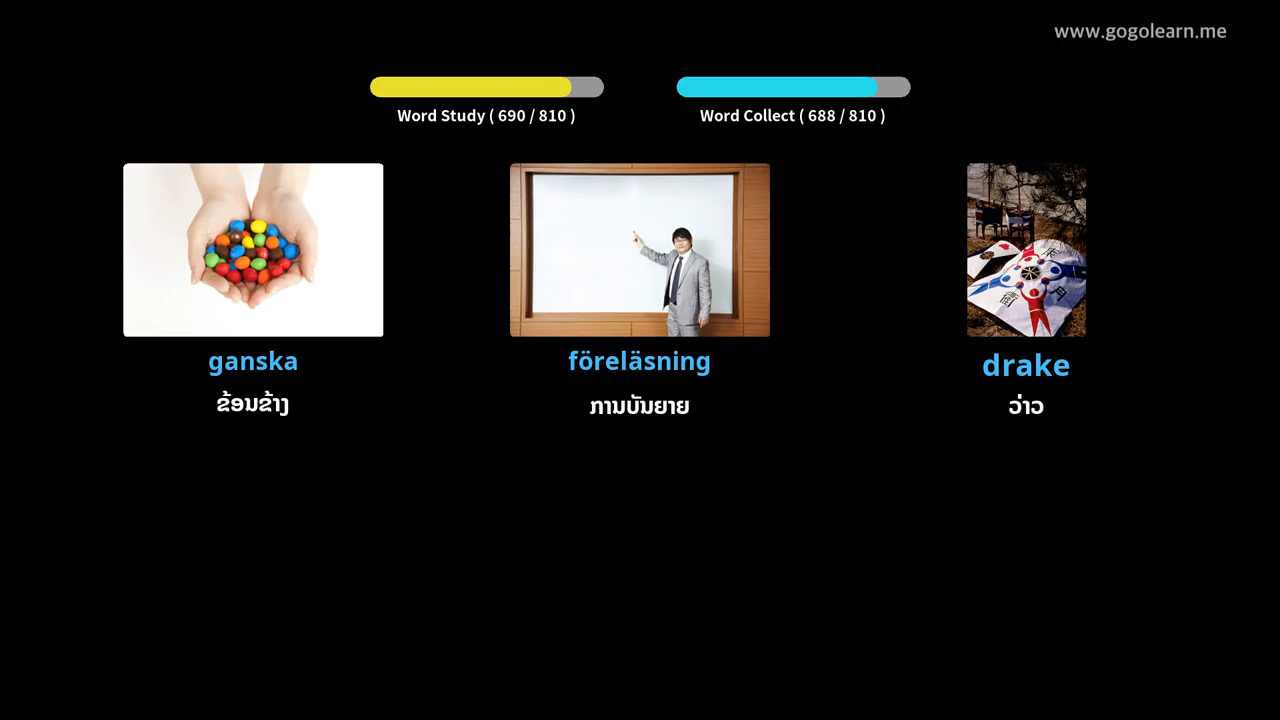 www.gogolearn.me
Word Study ( 690 / 810 )
Word Collect ( 688 / 810 )
ganska
föreläsning
drake
ຂ້ອນຂ້າງ
ການບັນຍາຍ
ວ່າວ